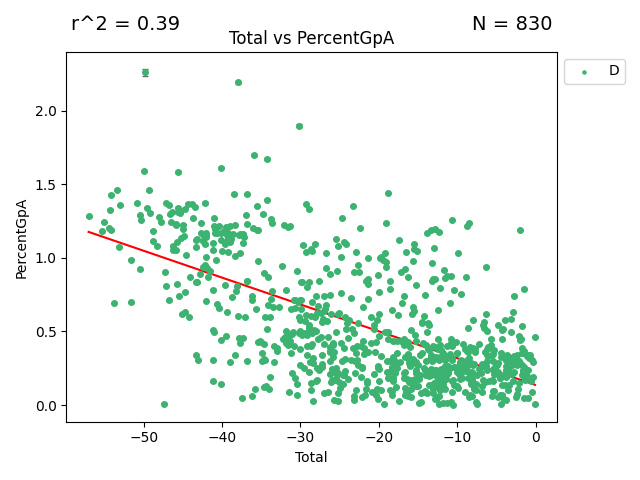 r^2 = 0.39 N = 830
Total vs PercentGpA
D
2.0
1.5
1.0
0.5
0.0
PercentGpA
−50 −40 −30 −20 −10 0
Total